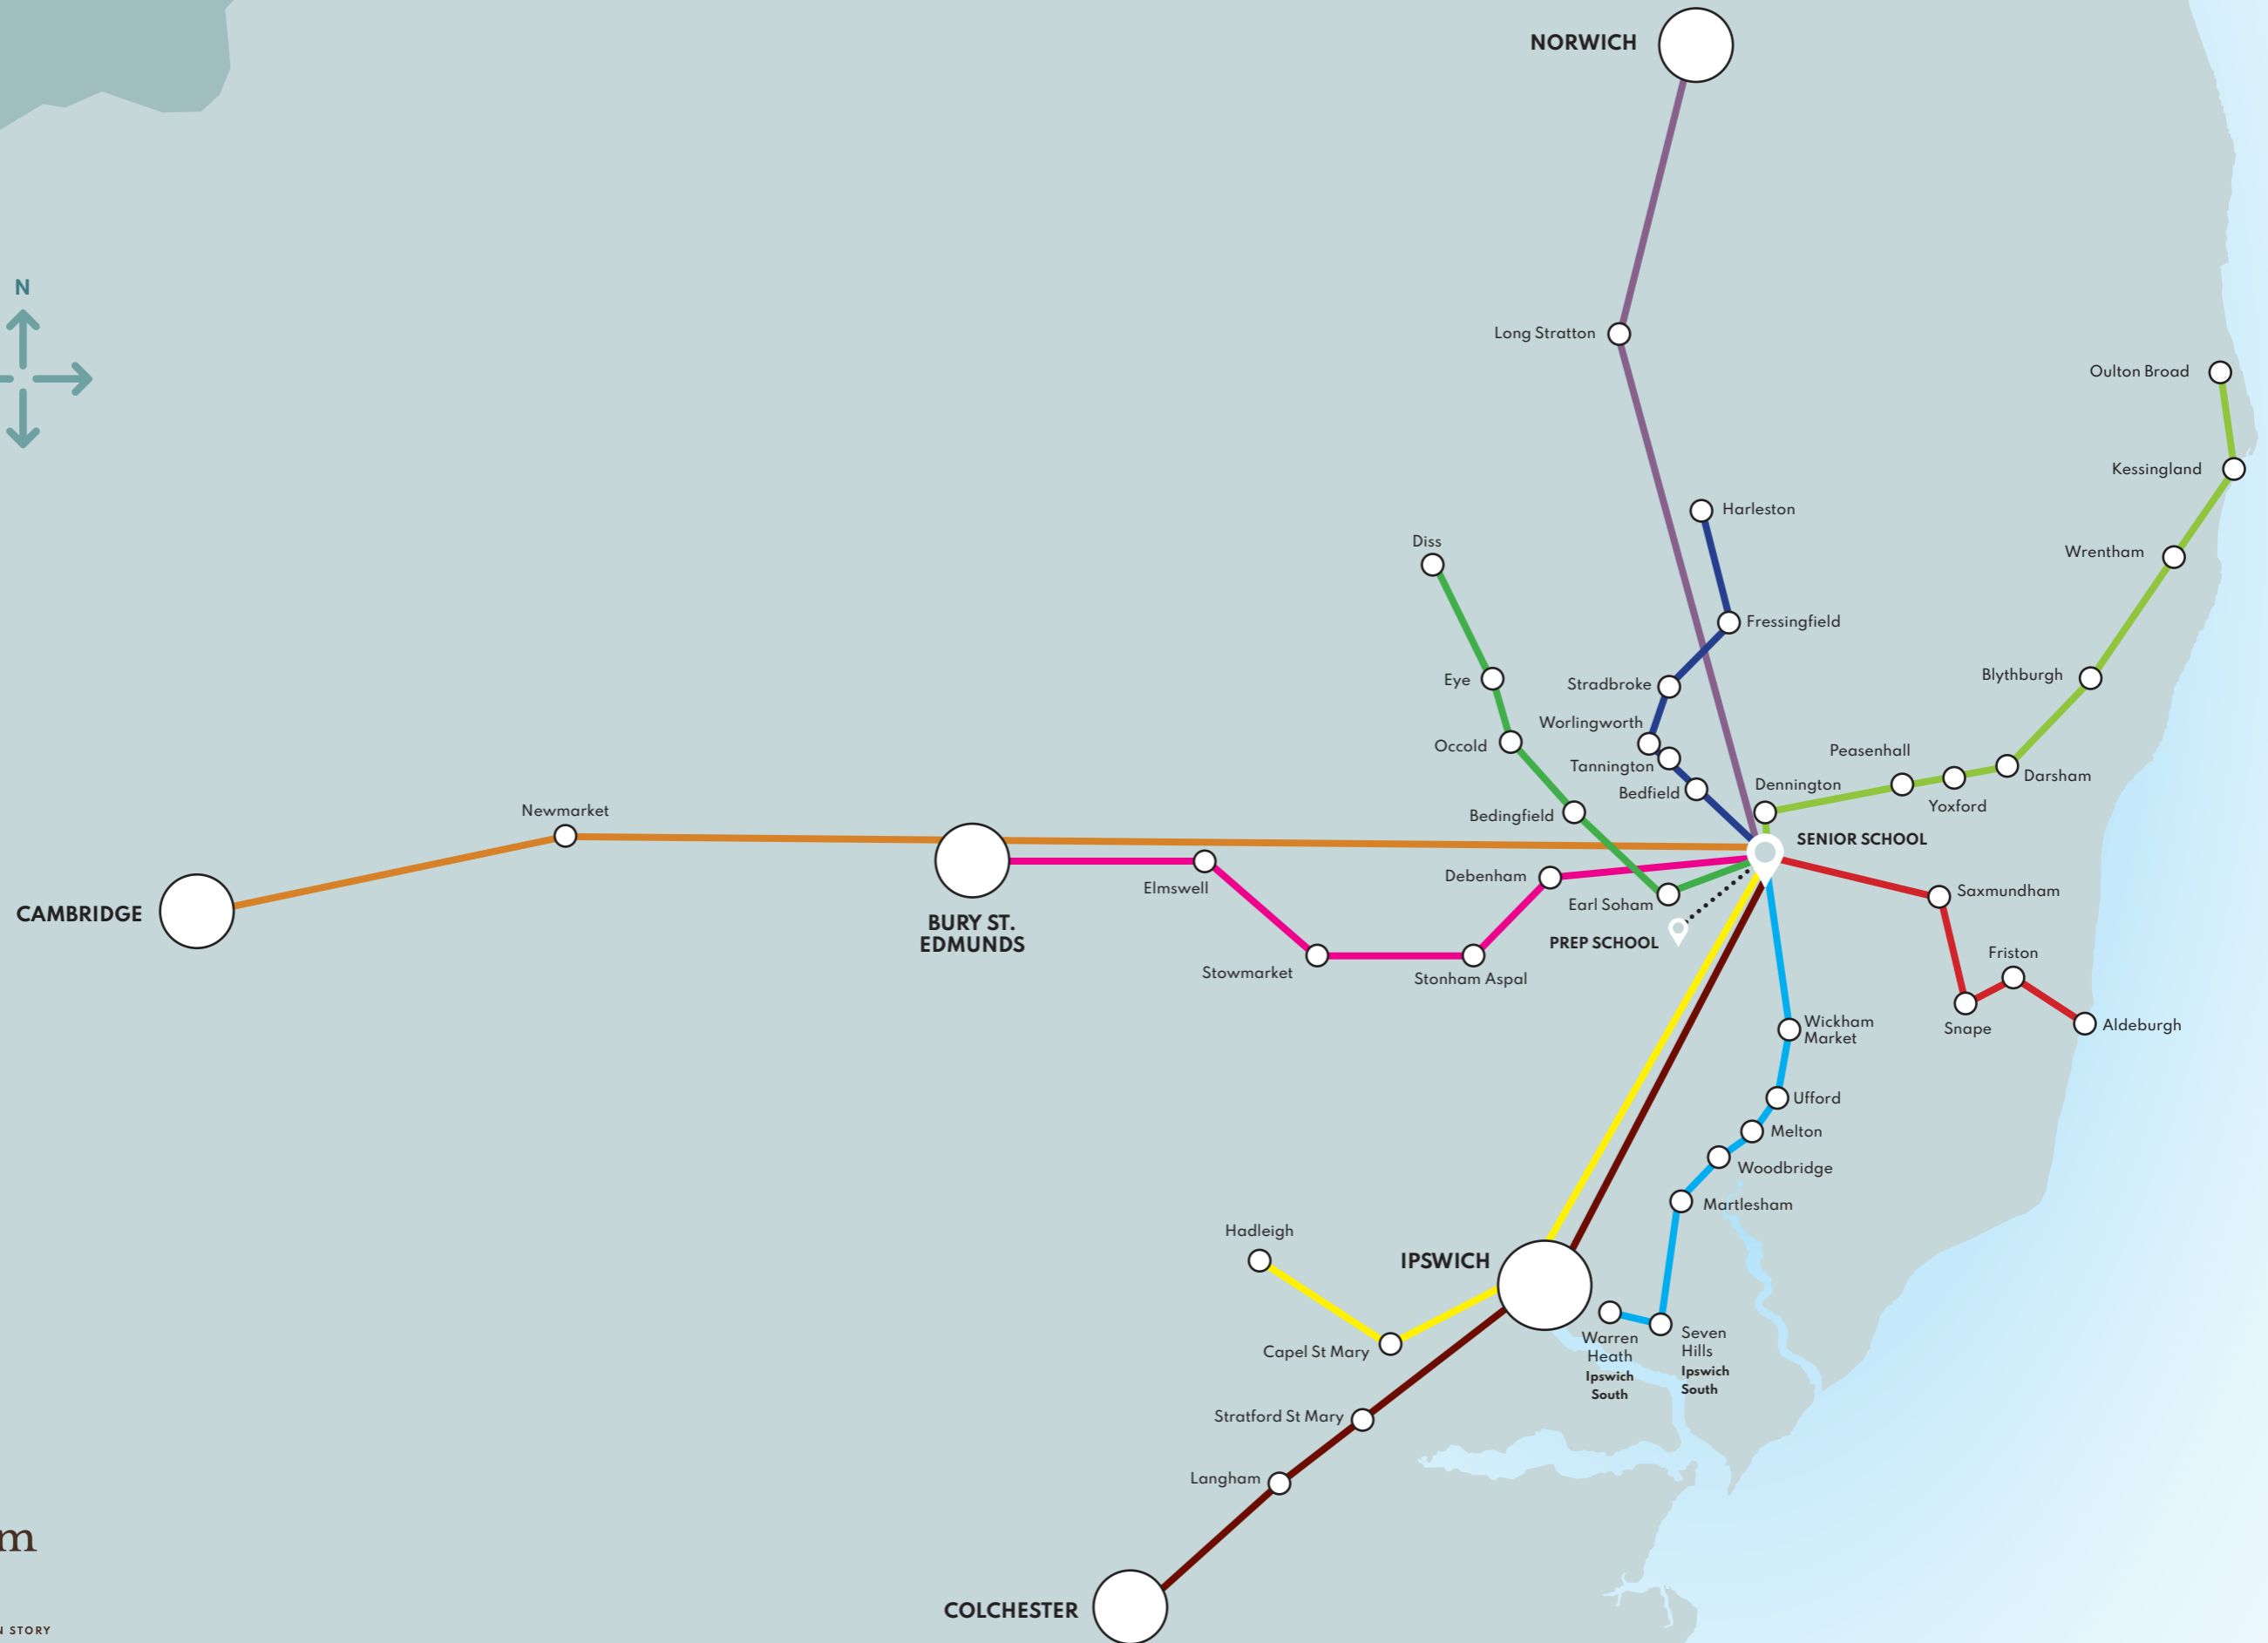 NORWICH
N
Long Stratton
Oulton Broad
Kessingland
Harleston
Diss
Wrentham
Fressingfield
Eye
Stradbroke
Blythburgh
Worlingworth
Occold
Peasenhall
Tannington
Darsham
Dennington
Bedfield
Yoxford
Newmarket
Bedingfield
SENIOR SCHOOL
Debenham
Elmswell
Saxmundham
Earl Soham
CAMBRIDGE
BURY ST.
EDMUNDS
PREP SCHOOL
Friston
Stowmarket
Stonham Aspal
Wickham
Market
Snape
Aldeburgh
Ufford
Melton
Woodbridge
Martlesham
Hadleigh
IPSWICH
Capel St Mary
Warren
Heath
Ipswich
South
Seven
Hills
Ipswich
South
Stratford St Mary
Langham
m
COLCHESTER
N STORY